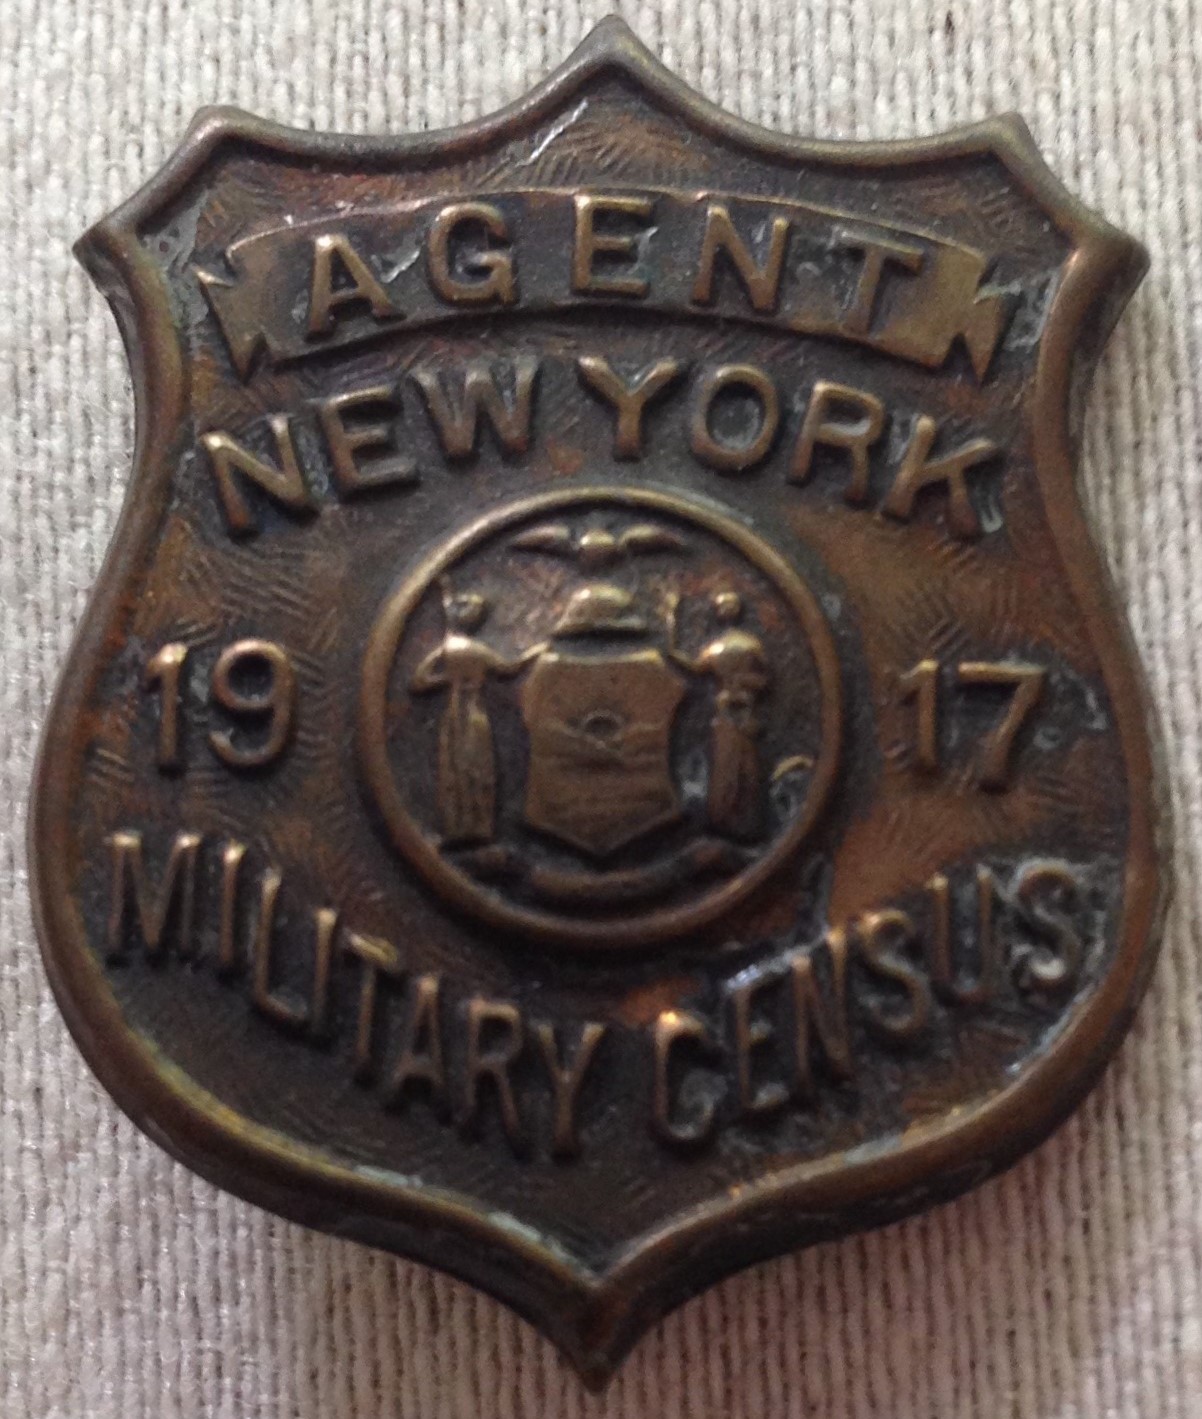 AGENT
NEW YORK
19 17
MILITARY CENSUS